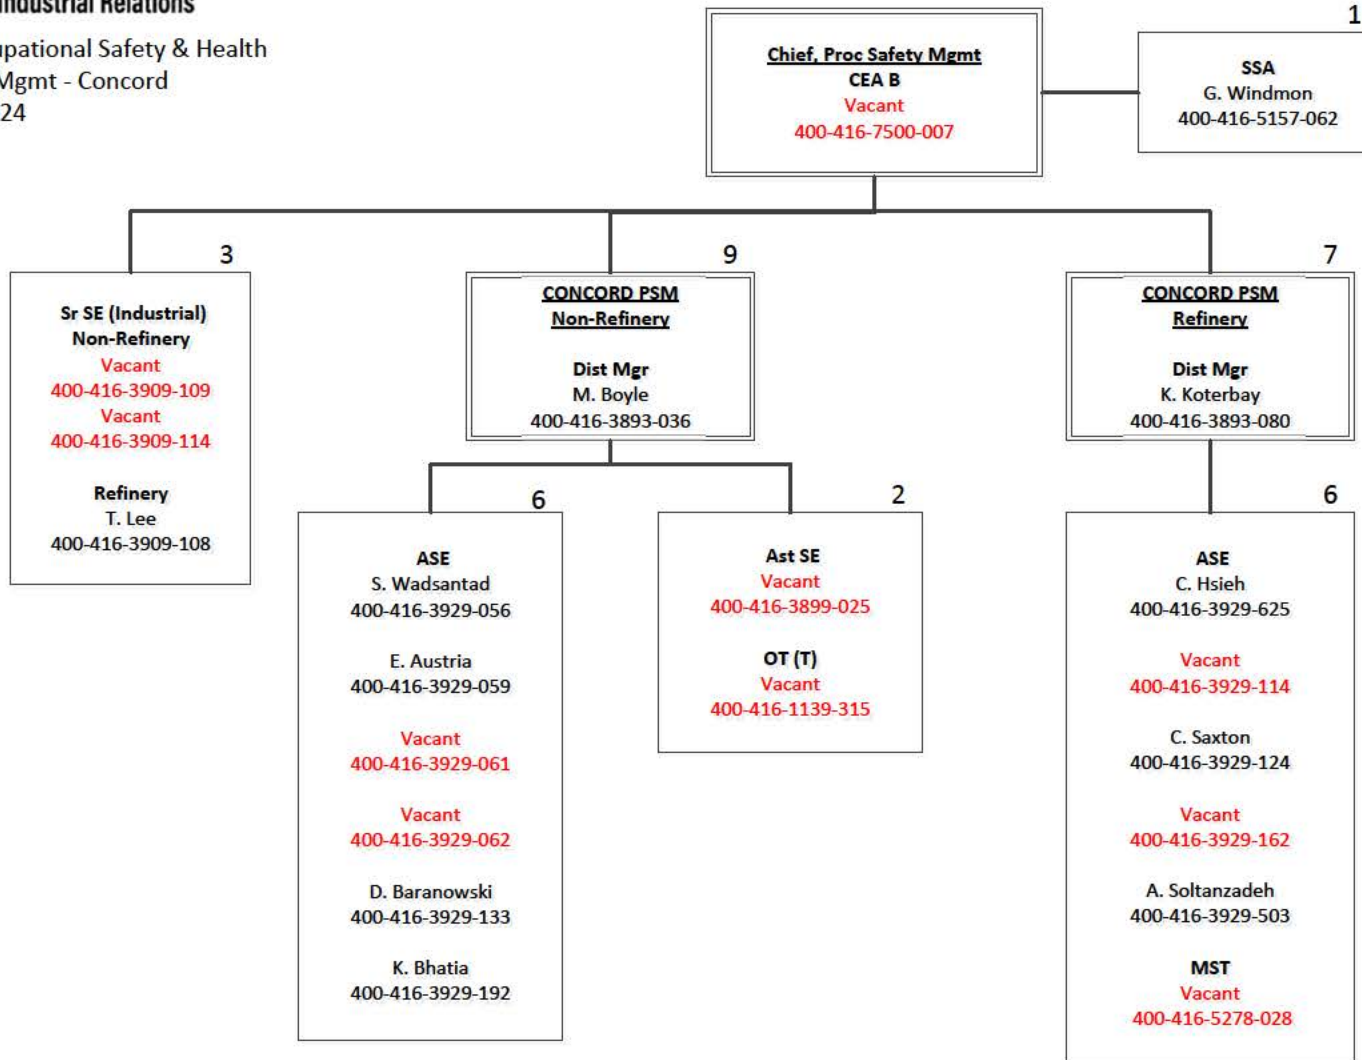 Industrial Relations
upational Safety & Health
Mgmt - Concord
24
Chief, Proc Safety Mgmt
CEA B
Vacant
400-416-7500-007
1
SSA
G. Windmon
400-416-5157-062
3
Sr SE (Industrial)
Non-Refinery
Vacant
400-416-3909-109
Vacant
400-416-3909-114
Refinery
T. Lee
400-416-3909-108
9
CONCORD PSM
Non-Refinery
Dist Mgr
M. Boyle
400-416-3893-036
7
CONCORD PSM
Refinery
Dist Mgr
K. Koterbay
400-416-3893-080
6
ASE
S. Wadsantad
400-416-3929-056
E. Austria
400-416-3929-059
Vacant
400-416-3929-061
Vacant
400-416-3929-062
D. Baranowski
400-416-3929-133
K. Bhatia
400-416-3929-192
2
Ast SE
Vacant
400-416-3899-025
OT (T)
Vacant
400-416-1139-315
6
ASE
C. Hsieh
400-416-3929-625
Vacant
400-416-3929-114
C. Saxton
400-416-3929-124
Vacant
400-416-3929-162
A. Soltanzadeh
400-416-3929-503
MST
Vacant
400-416-5278-028